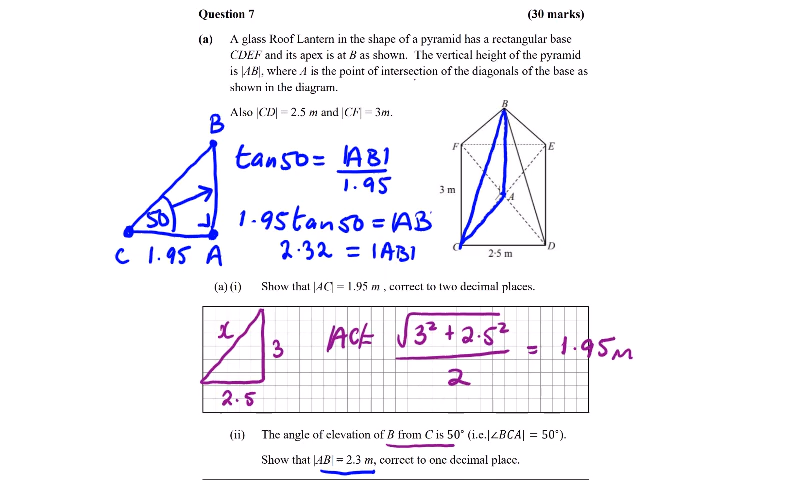 Question 7 (30 marks)
(a) A glass Roof Lantern in the shape of a pyramid has a rectangular base
CDEF and its apex is at B as shown. The vertical height of the pyramid
is |AB|, where A is the point of intersection of the diagonals of the base as
shown in the diagram.
Also |CD| = 2.5 m and |CF| = 3m.
B
tan50 = |AB|
1.95
50
C 1.95 A
1.95tan50 = |AB
2.32 = |AB|
B
F E
3 m
A
C D
2·5 m
(a) (i) Show that |AC| = 1.95 m , correct to two decimal places.
x
3
2.5
|AC|= √3² + 2.5² = 1.95m
2
(ii) The angle of elevation of B from C is 50° (i.e.|∠BCA| = 50°).
Show that |AB| = 2.3 m, correct to one decimal place.